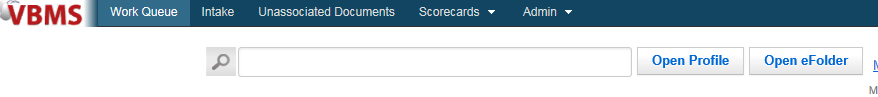 VBMS Work Queue Intake Unassociated Documents Scorecards Admin
Open Profile Open eFolder M
M